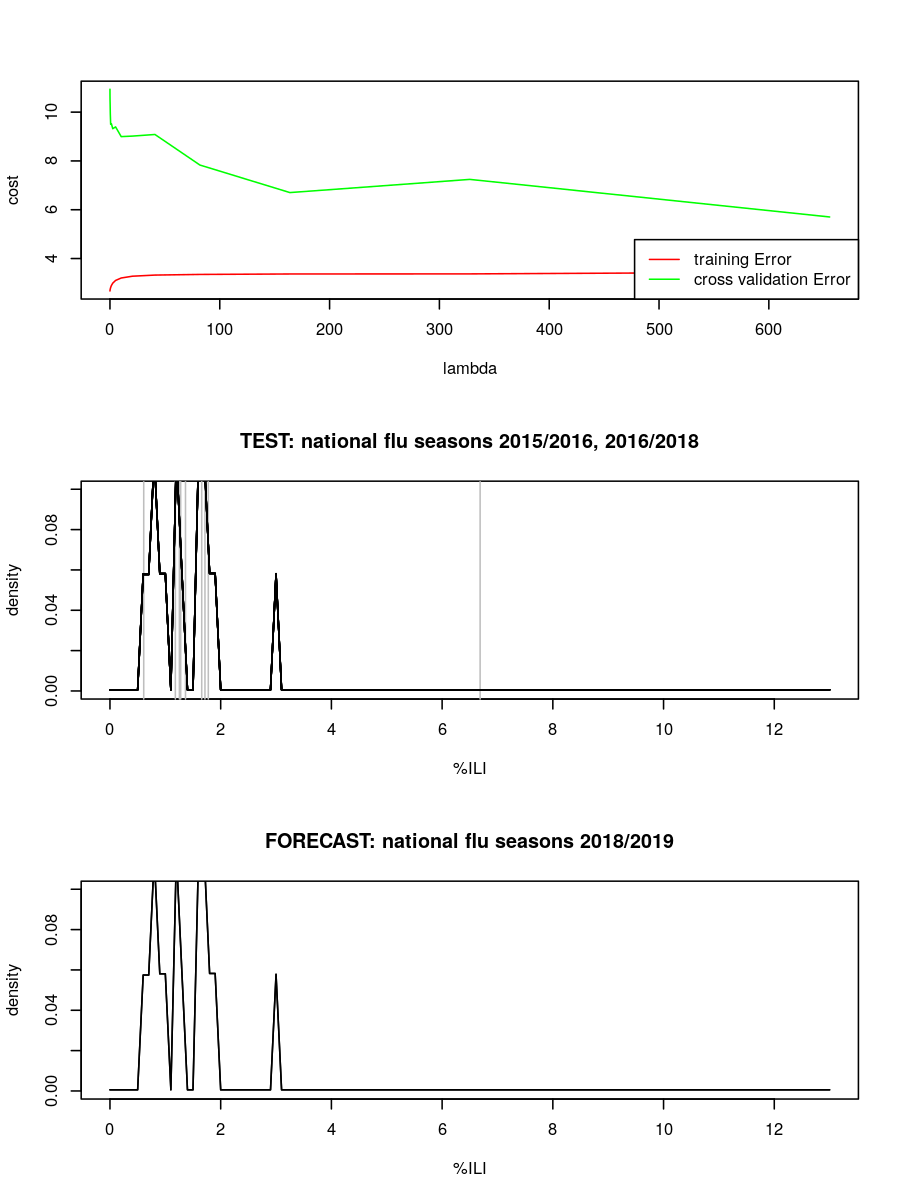 10
8
6
4
cost
training Error
cross validation Error
0 100 200 300 400 500 600
lambda
TEST: national flu seasons 2015/2016, 2016/2018
0.08
0.04
0.00
density
0 2 4 6 8 10 12
%ILI
FORECAST: national flu seasons 2018/2019
0.08
0.04
0.00
density
0 2 4 6 8 10 12
%ILI